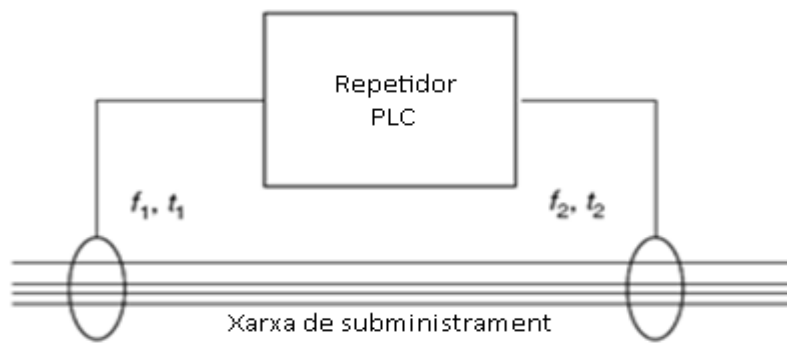 Repetidor
PLC
f1, t1
f2, t2
Xarxa de subministrament